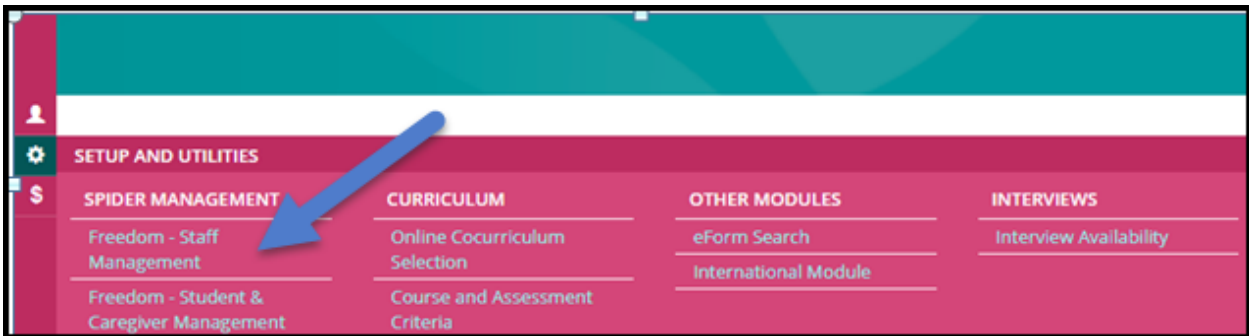 SETUP AND UTILITIES
$
SPIDER MANAGEMENT
Freedom - Staff
Management
Freedom - Student &
Caregiver Management
CURRICULUM
Online Cocurriculum
Selection
Course and Assessment
Criteria
OTHER MODULES
eForm Search
International Module
INTERVIEWS
Interview Availability